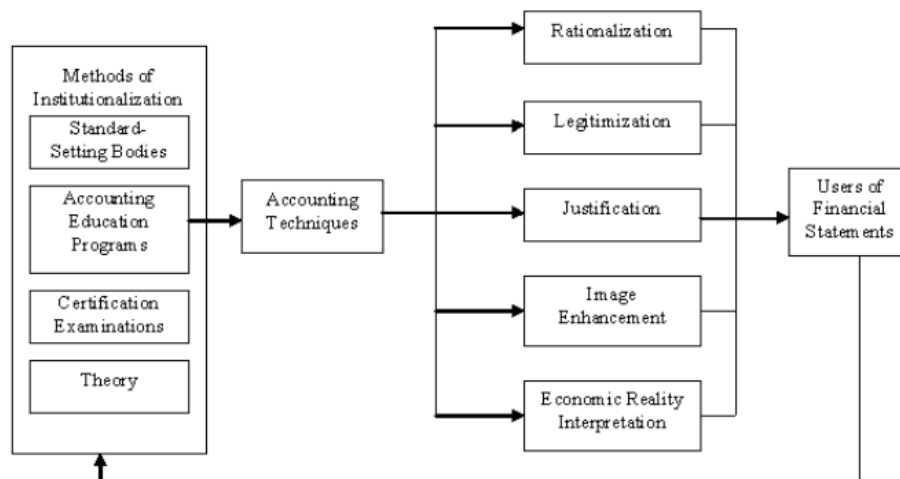 Methods of
Institutionalization
Standard-
Setting Bodies
Accounting
Education
Programs
Certification
Examinations
Theory
Accounting
Techniques
Rationalization
Legitimization
Justification
Image
Enhancement
Economic Reality
Interpretation
Users of
Financial
Statements